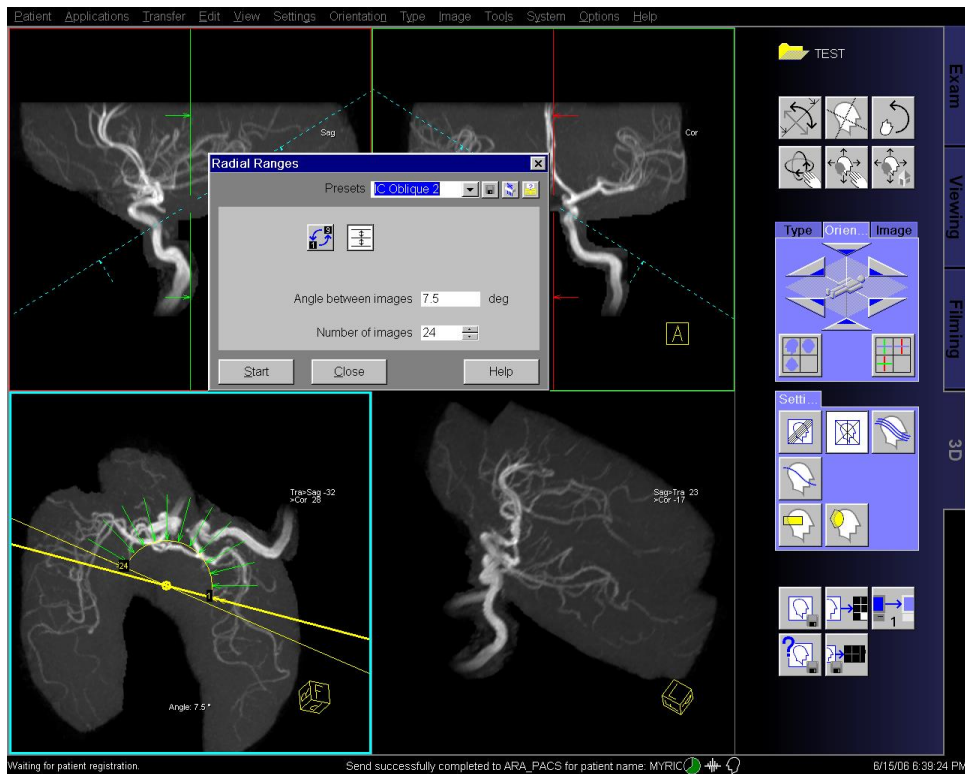 Patient Applications Transfer Edit View Settings Orientation Type Image Tools System Options Help
TEST
Exam
Viewing
Filming
3D
Sag
Cor
Radial Ranges
Presets IC Oblique 2
1 9
Angle between images 7.5 deg
Number of images 24
Start Close Help
A
Type Orien... Image
Setti...
Tra>Sag -32
>Cor 28
24
1
Angle: 7.5 °
F
Sag>Tra 23
>Cor -17
L
1
?
Waiting for patient registration.
Send successfully completed to ARA_PACS for patient name: MYRIC
6/15/06 6:39:24 PM